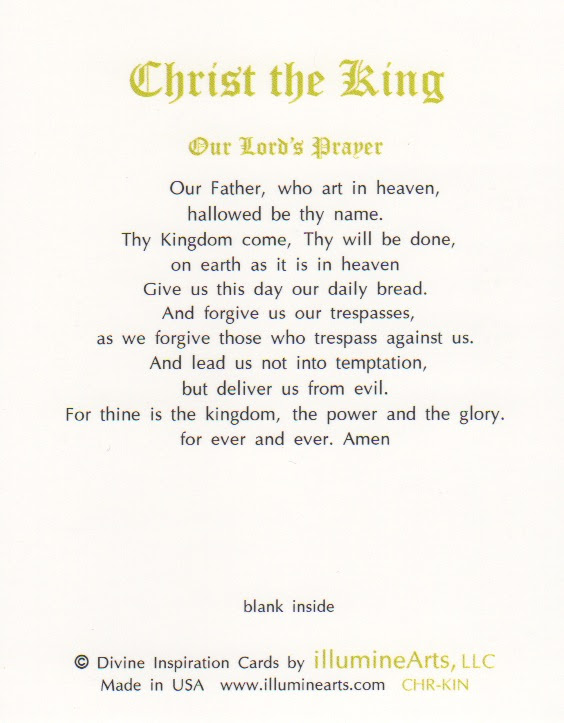 Christ the King
Our Lord's Prayer
Our Father, who art in heaven,
hallowed be thy name.
Thy Kingdom come, Thy will be done,
on earth as it is in heaven
Give us this day our daily bread.
And forgive us our trespasses,
as we forgive those who trespass against us.
And lead us not into temptation,
but deliver us from evil.
For thine is the kingdom, the power and the glory.
for ever and ever. Amen
blank inside
© Divine Inspiration Cards by illumineArts, LLC
Made in USA www.illuminearts.com CHR-KIN